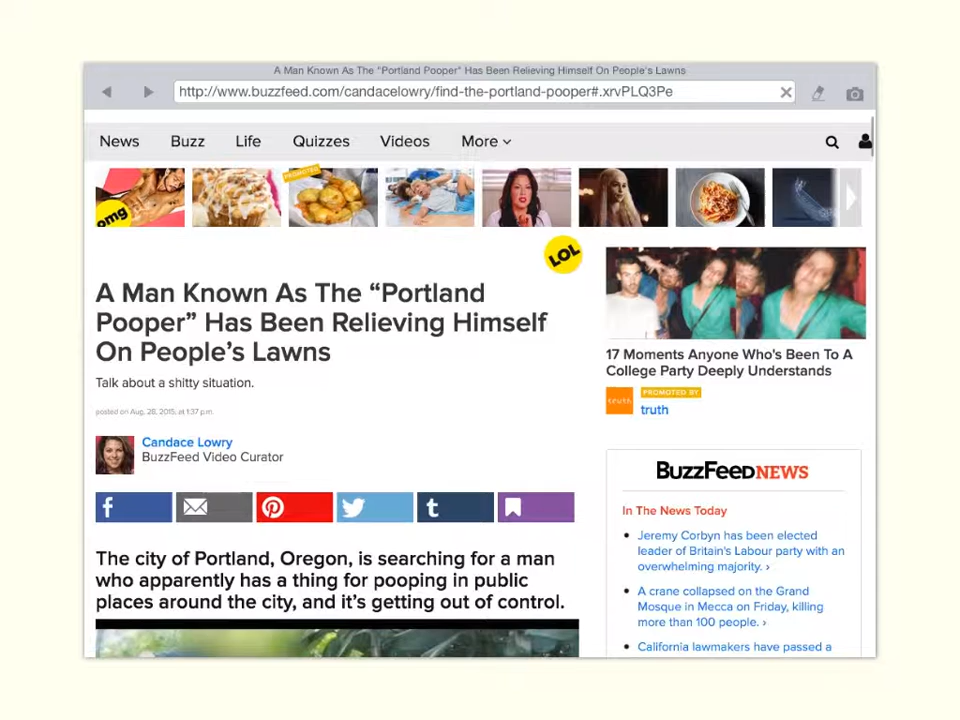 A Man Known As The "Portland Pooper" Has Been Relieving Himself On People's Lawns
http://www.buzzfeed.com/candacelowry/find-the-portland-pooper#.xrvPLQ3Pe
News Buzz Life Quizzes Videos More
omg
PROMOTED
LOL
A Man Known As The “Portland
Pooper” Has Been Relieving Himself
On People’s Lawns
Talk about a shitty situation.
posted on Aug. 28, 2015, at 1:37 p.m.
Candace Lowry
BuzzFeed Video Curator
The city of Portland, Oregon, is searching for a man
who apparently has a thing for pooping in public
places around the city, and it’s getting out of control.
17 Moments Anyone Who's Been To A
College Party Deeply Understands
truth
PROMOTED BY
truth
BuzzFeedNEWS
In The News Today
Jeremy Corbyn has been elected
leader of Britain's Labour party with an
overwhelming majority. ›
A crane collapsed on the Grand
Mosque in Mecca on Friday, killing
more than 100 people. ›
California lawmakers have passed a